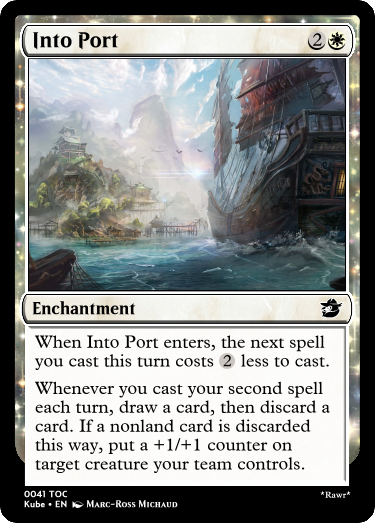 Into Port 2
Enchantment
When Into Port enters, the next spell
you cast this turn costs 2 less to cast.
Whenever you cast your second spell
each turn, draw a card, then discard a
card. If a nonland card is discarded
this way, put a +1/+1 counter on
target creature your team controls.
0041 TOC
Kube • EN Marc-Ross Michaud
*Rawr*